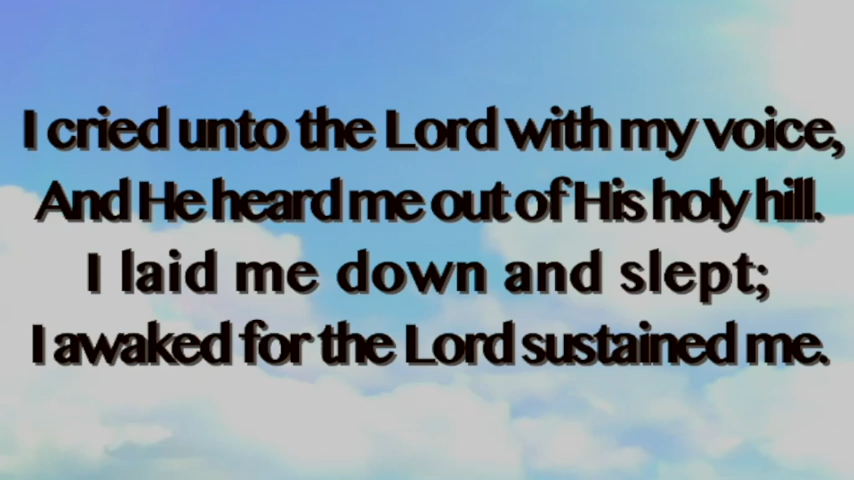 I cried unto the Lord with my voice,
And He heard me out of His holy hill.
I laid me down and slept;
I awaked for the Lord sustained me.